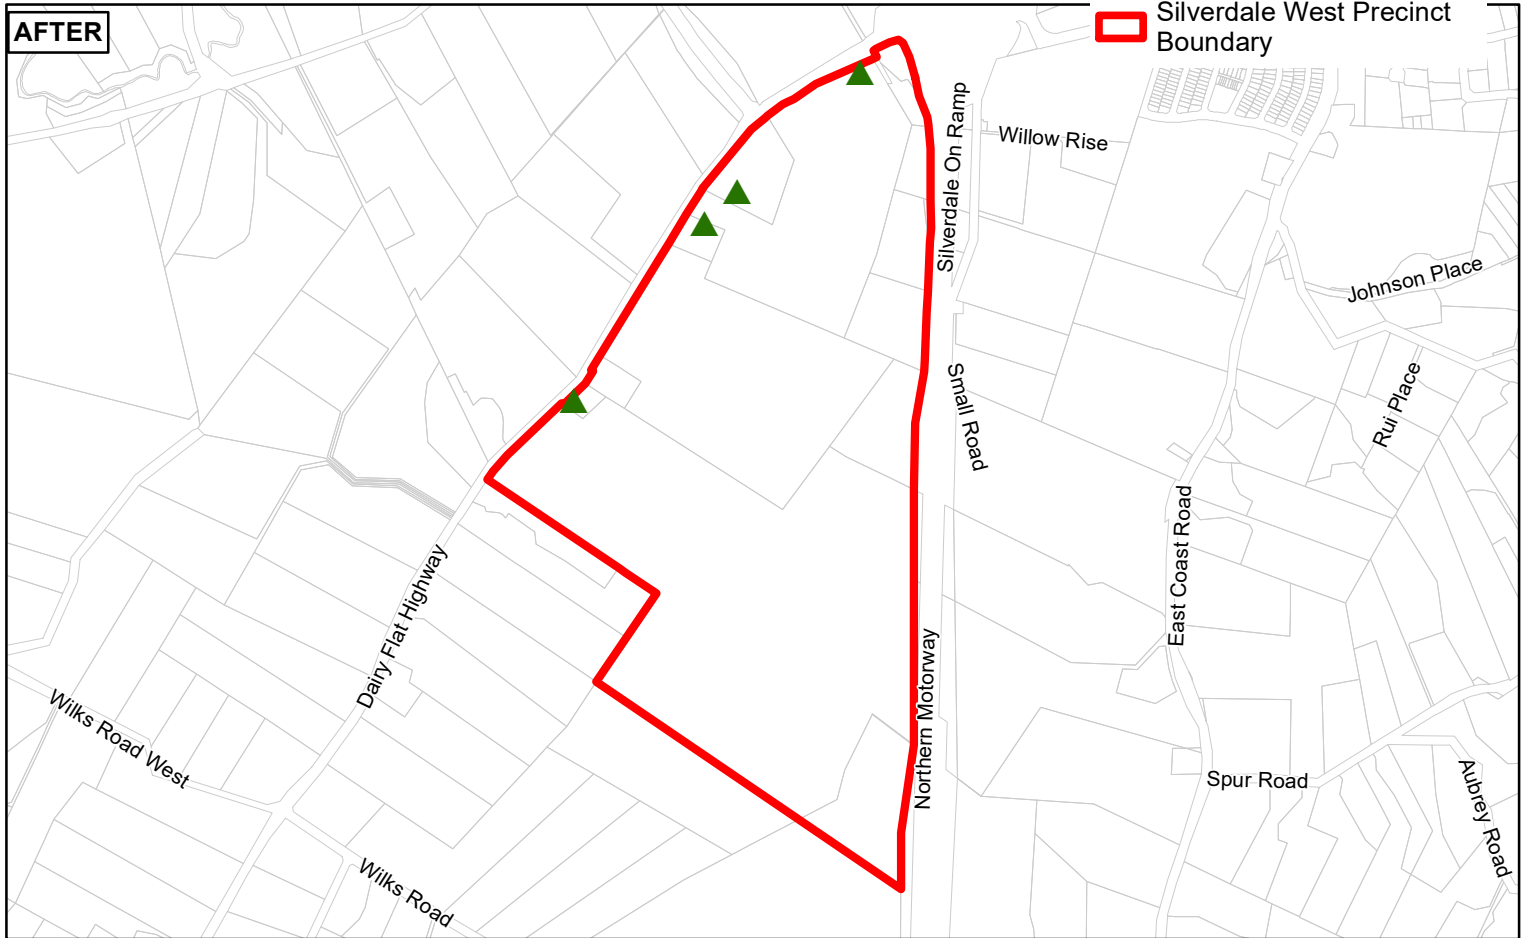 AFTER
Silverdale West Precinct
Boundary
Silverdale On Ramp
Willow Rise
Johnson Place
Small Road
Rui Place
East Coast Road
Dairy Flat Highway
Northern Motorway
Wilks Road West
Spur Road
Aubrey Road
Wilks Road